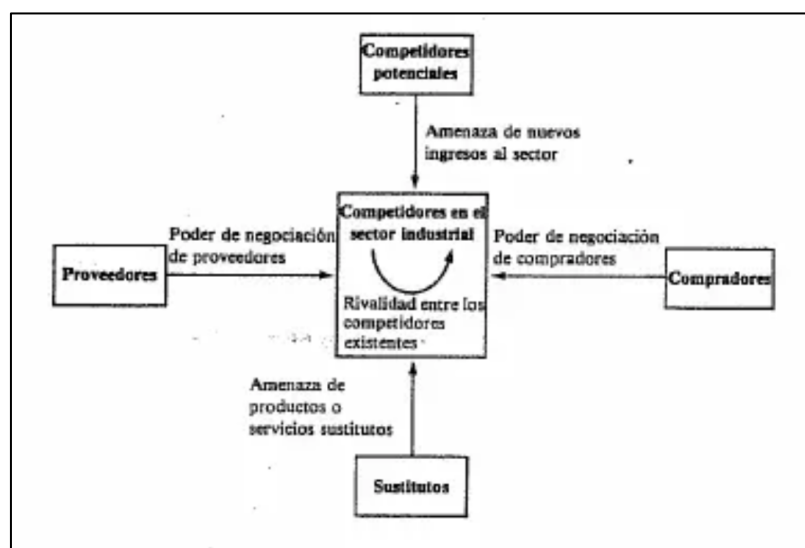 Competidores
potenciales
Amenaza de nuevos
ingresos al sector
Competidores en el
sector industrial
Poder de negociación
de proveedores
Poder de negociación
de compradores
Proveedores
Compradores
Rivalidad entre los
competidores
existentes
Amenaza de
productos o
servicios sustitutos
Sustitutos